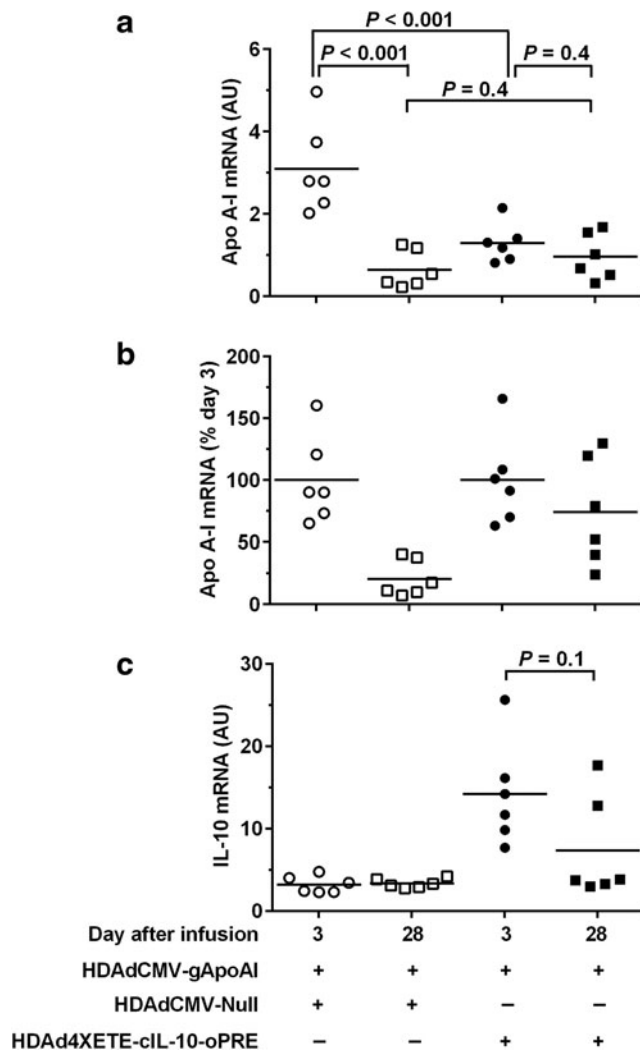 a
P < 0.001
P < 0.001
P = 0.4
P = 0.4
Apo A-I mRNA (AU)
6
4
2
0
b
Apo A-I mRNA (% day 3)
200
150
100
50
0
c
P = 0.1
IL-10 mRNA (AU)
30
20
10
0
Day after infusion 3 28 3 28
HDAdCMV-gApoAI + + + +
HDAdCMV-Null + + – –
HDAd4XETE-cIL-10-oPRE – – + +